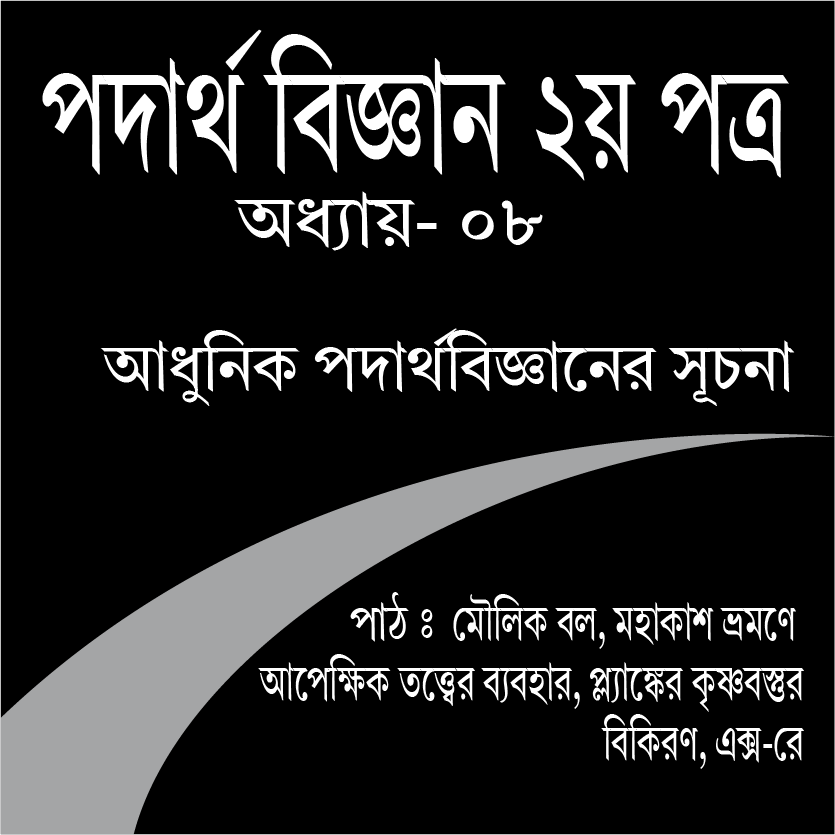 পদার্থ বিজ্ঞান ২য় পত্র
অধ্যায়- ০৮
আধুনিক পদার্থবিজ্ঞানের সূচনা
পাঠ ঃ মৌলিক বল, মহাকাশ ভ্রমণে
আপেক্ষিক তত্ত্বের ব্যবহার, প্ল্যাঙ্কের কৃষ্ণবস্তুর
বিকিরণ, এক্স-রে